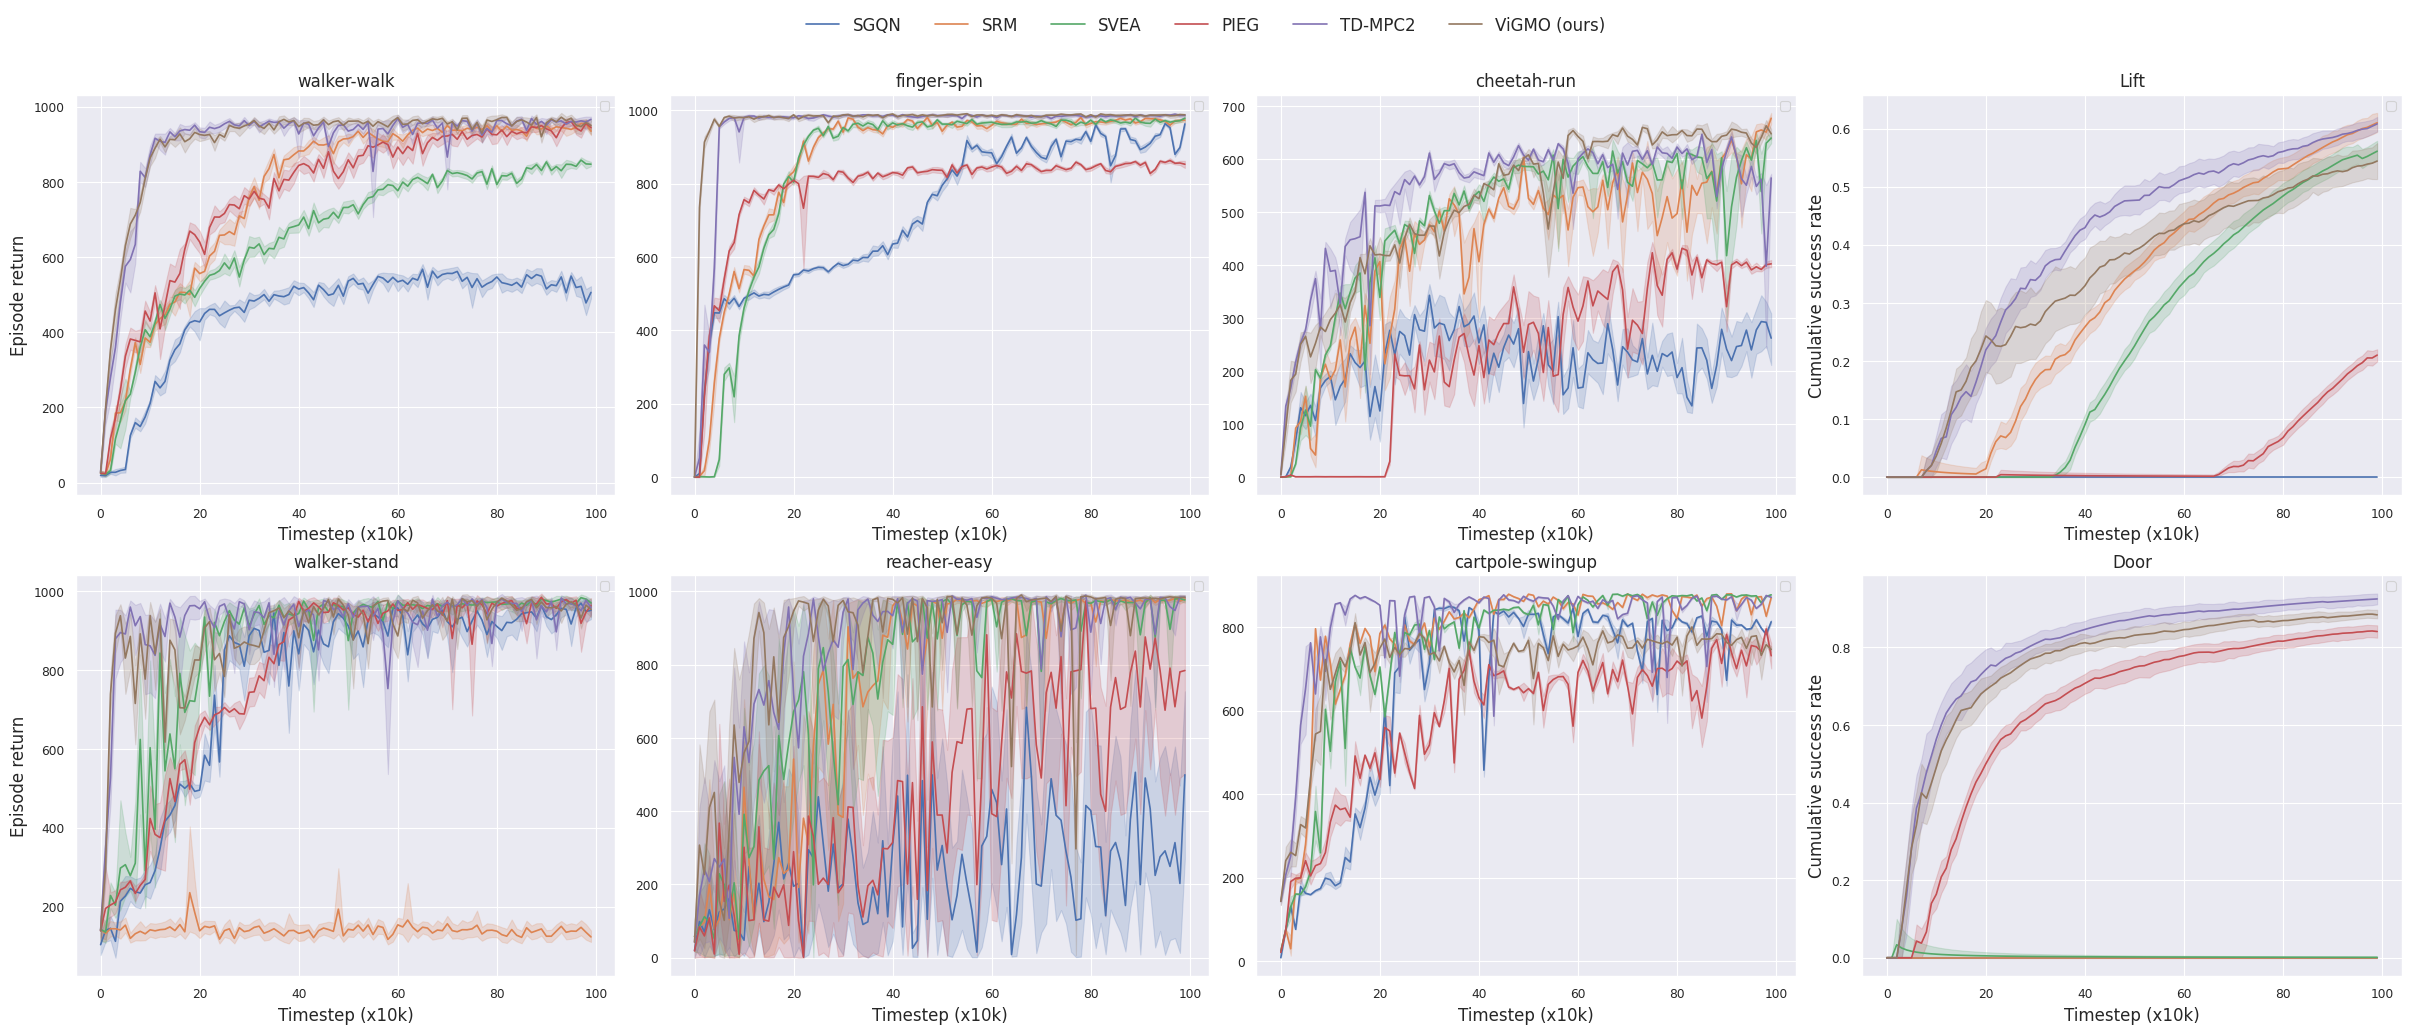 SGQN SRM SVEA PIEG TD-MPC2 ViGMO (ours)
walker-walk
Episode return
1000
800
600
400
200
0
0 20 40 60 80 100
Timestep (x10k)
finger-spin
1000
800
600
400
200
0
0 20 40 60 80 100
Timestep (x10k)
cheetah-run
700
600
500
400
300
200
100
0
0 20 40 60 80 100
Timestep (x10k)
Lift
Cumulative success rate
0.6
0.5
0.4
0.3
0.2
0.1
0.0
0 20 40 60 80 100
Timestep (x10k)
walker-stand
Episode return
1000
800
600
400
200
0 20 40 60 80 100
Timestep (x10k)
reacher-easy
1000
800
600
400
200
0
0 20 40 60 80 100
Timestep (x10k)
cartpole-swingup
800
600
400
200
0
0 20 40 60 80 100
Timestep (x10k)
Door
Cumulative success rate
0.8
0.6
0.4
0.2
0.0
0 20 40 60 80 100
Timestep (x10k)